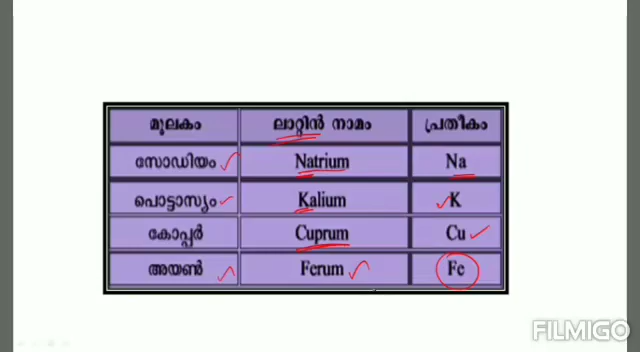 മൂലകം ലാറ്റിൻ നാമം പ്രതീകം
സോഡിയം Natrium Na
പൊട്ടാസ്യം Kalium K
കോപ്പർ Cuprum Cu
അയൺ Ferum Fe
FILMIGO